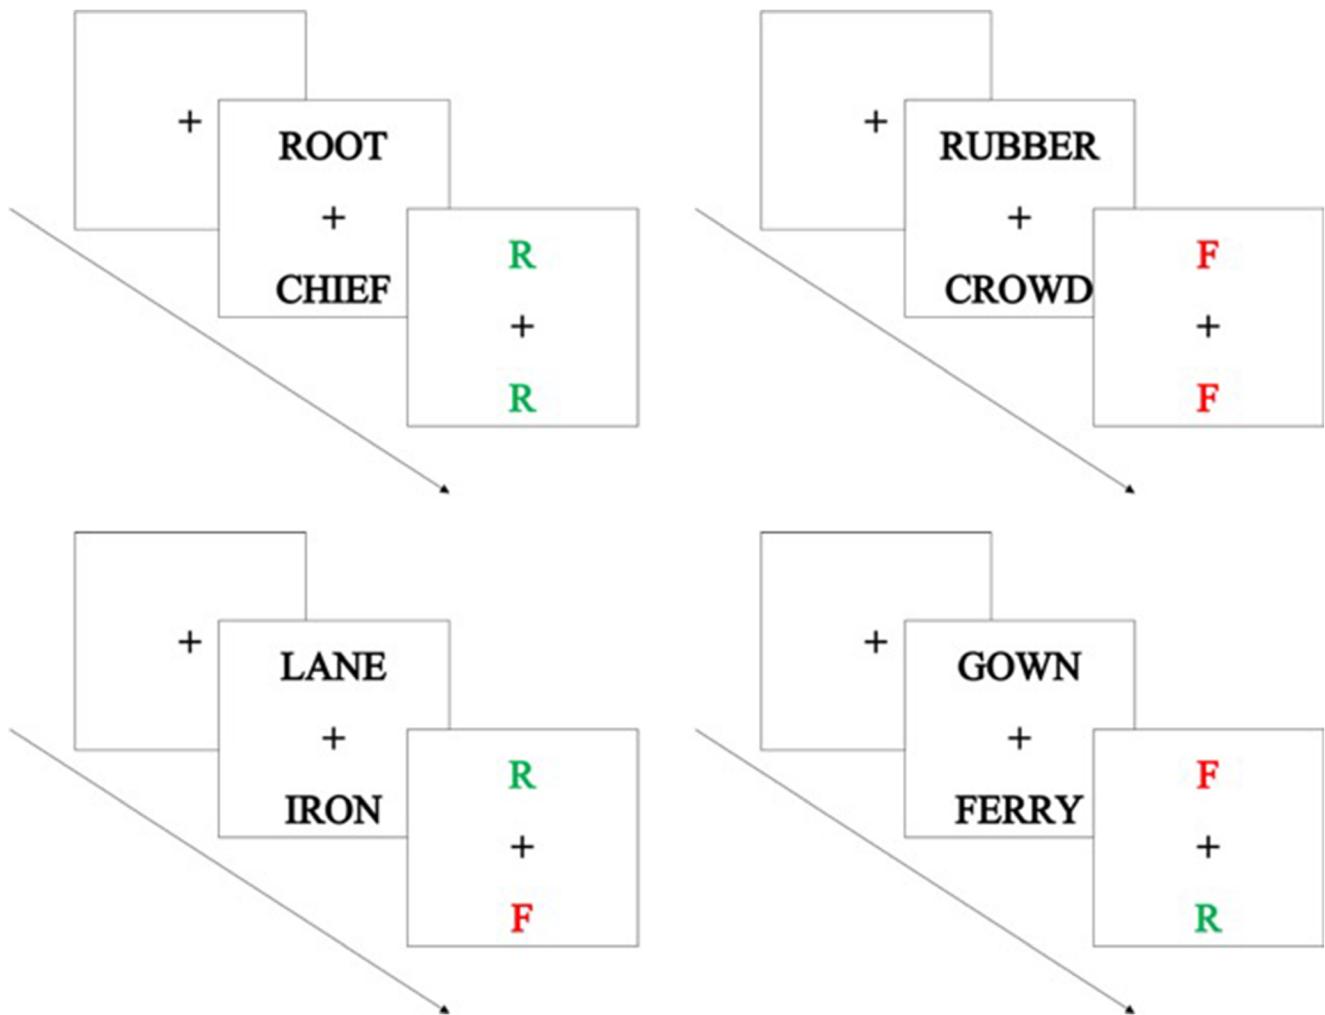 +
ROOT
+
CHIEF
R
+
R
+
RUBBER
+
CROWD
F
+
F
+
LANE
+
IRON
R
+
F
+
GOWN
+
FERRY
F
+
R